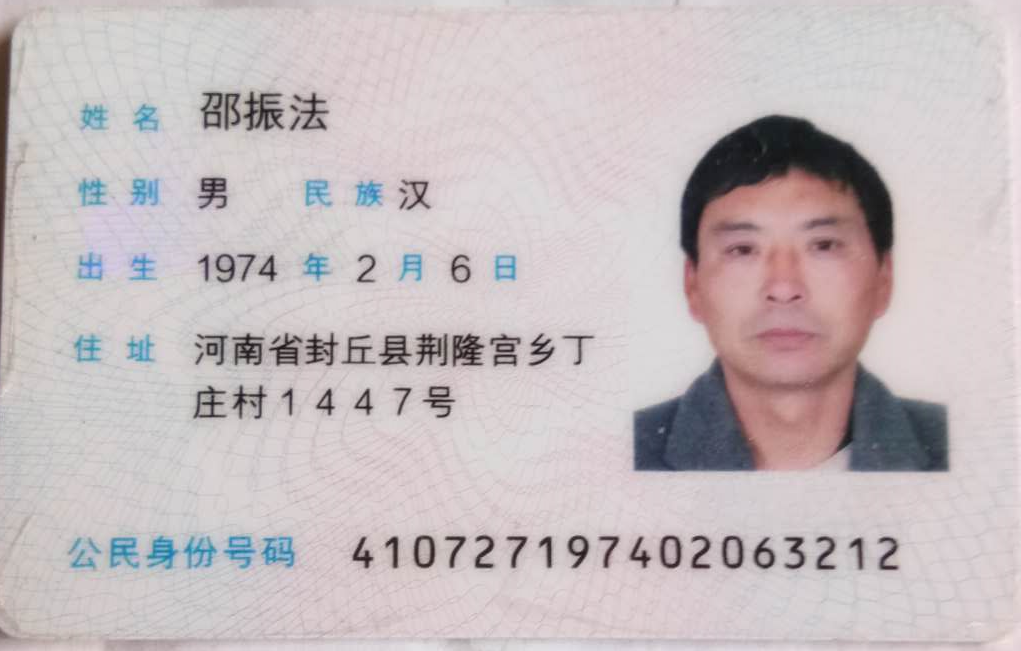 姓名 邵振法
性别 男 民族 汉
出生 1974 年 2 月 6 日
住址 河南省封丘县荆隆宫乡丁
庄村1447号
公民身份号码 410727197402063212